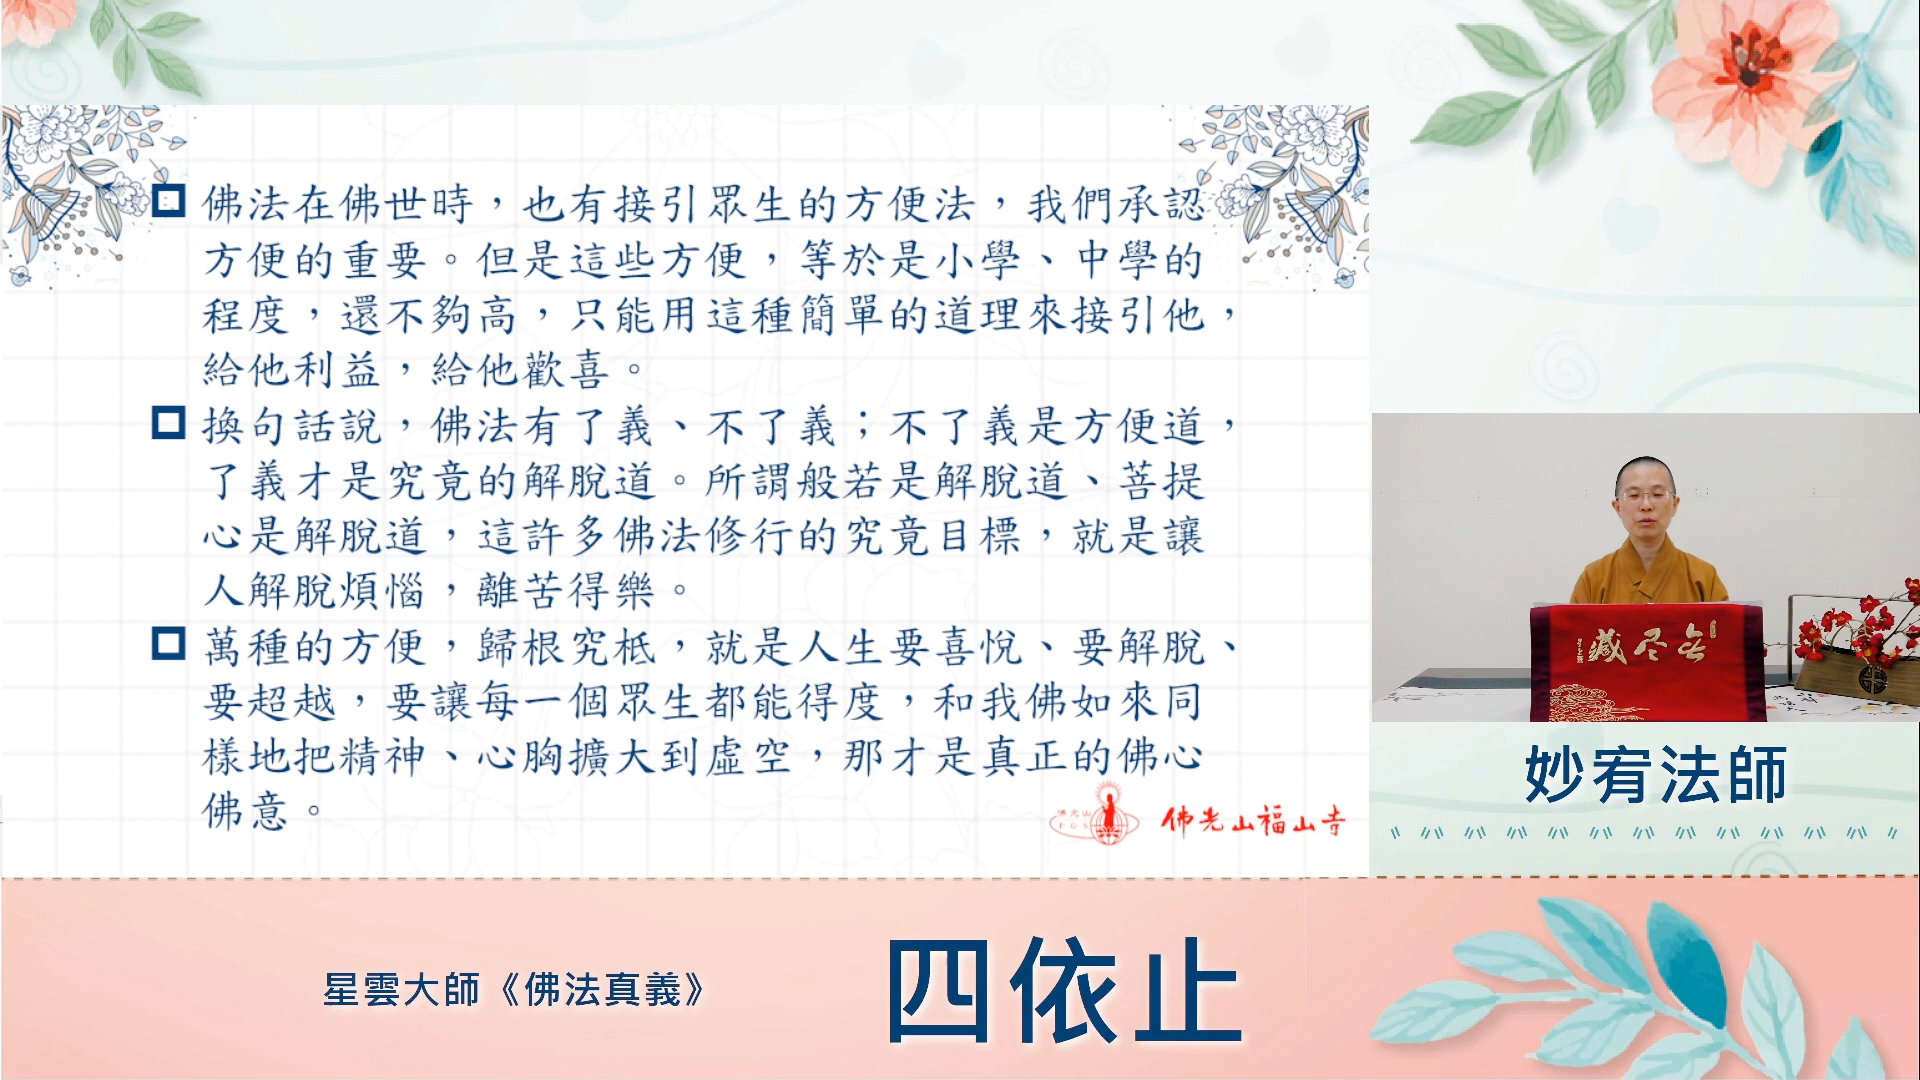 佛法在佛世時，也有接引眾生的方便法，我們承認
方便的重要。但是這些方便，等於是小學、中學的
程度，還不夠高，只能用這種簡單的道理來接引他，
給他利益，給他歡喜。
換句話說，佛法有了義、不了義；不了義是方便道，
了義才是究竟的解脫道。所謂般若是解脫道、菩提
心是解脫道，這許多佛法修行的究竟目標，就是讓
人解脫煩惱，離苦得樂。
萬種的方便，歸根究柢，就是人生要喜悅、要解脫、
要超越，要讓每一個眾生都能得度，和我佛如來同
樣地把精神、心胸擴大到虛空，那才是真正的佛心
佛意。
佛光山
FGS
佛光山福山寺
無盡藏
妙宥法師
星雲大師《佛法真義》
四依止